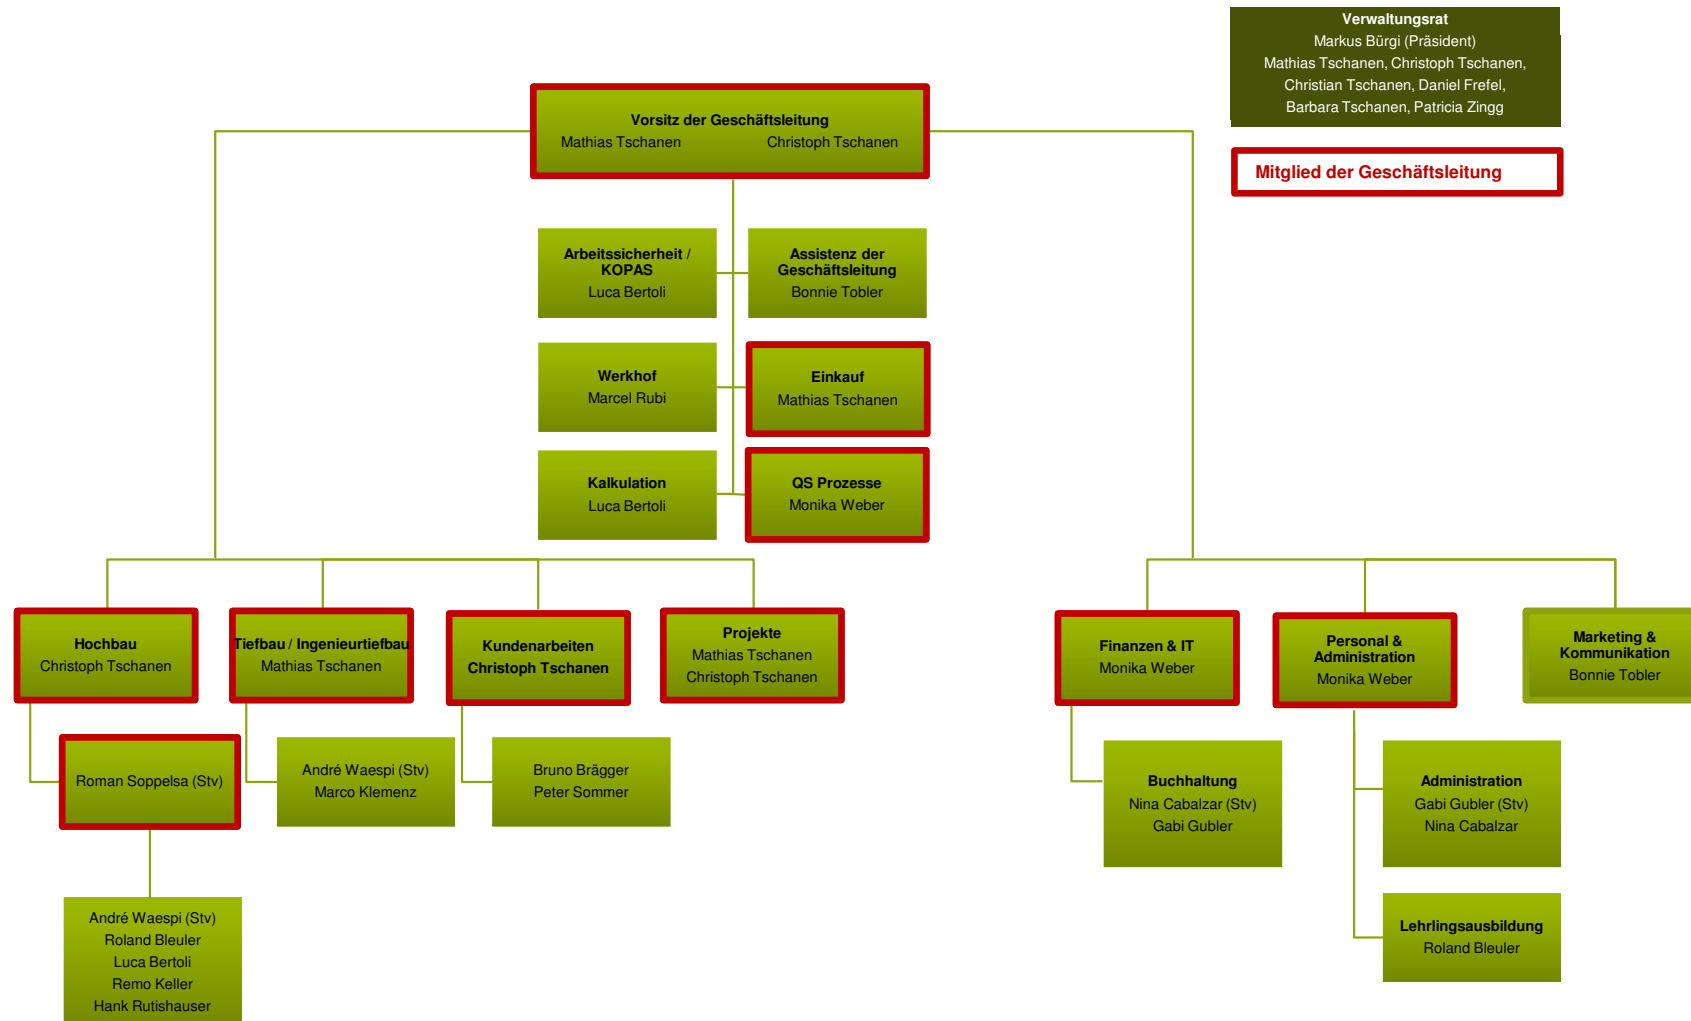 Verwaltungsrat
Markus Bürgi (Präsident)
Mathias Tschanen, Christoph Tschanen,
Christian Tschanen, Daniel Frefel,
Barbara Tschanen, Patricia Zingg
Mitglied der Geschäftsleitung
Vorsitz der Geschäftsleitung
Mathias Tschanen Christoph Tschanen
Arbeitssicherheit /
KOPAS
Luca Bertoli
Assistenz der
Geschäftsleitung
Bonnie Tobler
Werkhof
Marcel Rubi
Einkauf
Mathias Tschanen
Kalkulation
Luca Bertoli
QS Prozesse
Monika Weber
Hochbau
Christoph Tschanen
Tiefbau / Ingenieurtiefbau
Mathias Tschanen
Kundenarbeiten
Christoph Tschanen
Projekte
Mathias Tschanen
Christoph Tschanen
Finanzen & IT
Monika Weber
Personal &
Administration
Monika Weber
Marketing &
Kommunikation
Bonnie Tobler
Roman Soppelsa (Stv)
André Waespi (Stv)
Marco Klemenz
Bruno Brägger
Peter Sommer
Buchhaltung
Nina Cabalzar (Stv)
Gabi Gubler
Administration
Gabi Gubler (Stv)
Nina Cabalzar
André Waespi (Stv)
Roland Bleuler
Luca Bertoli
Remo Keller
Hank Rutishauser
Lehrlingsausbildung
Roland Bleuler